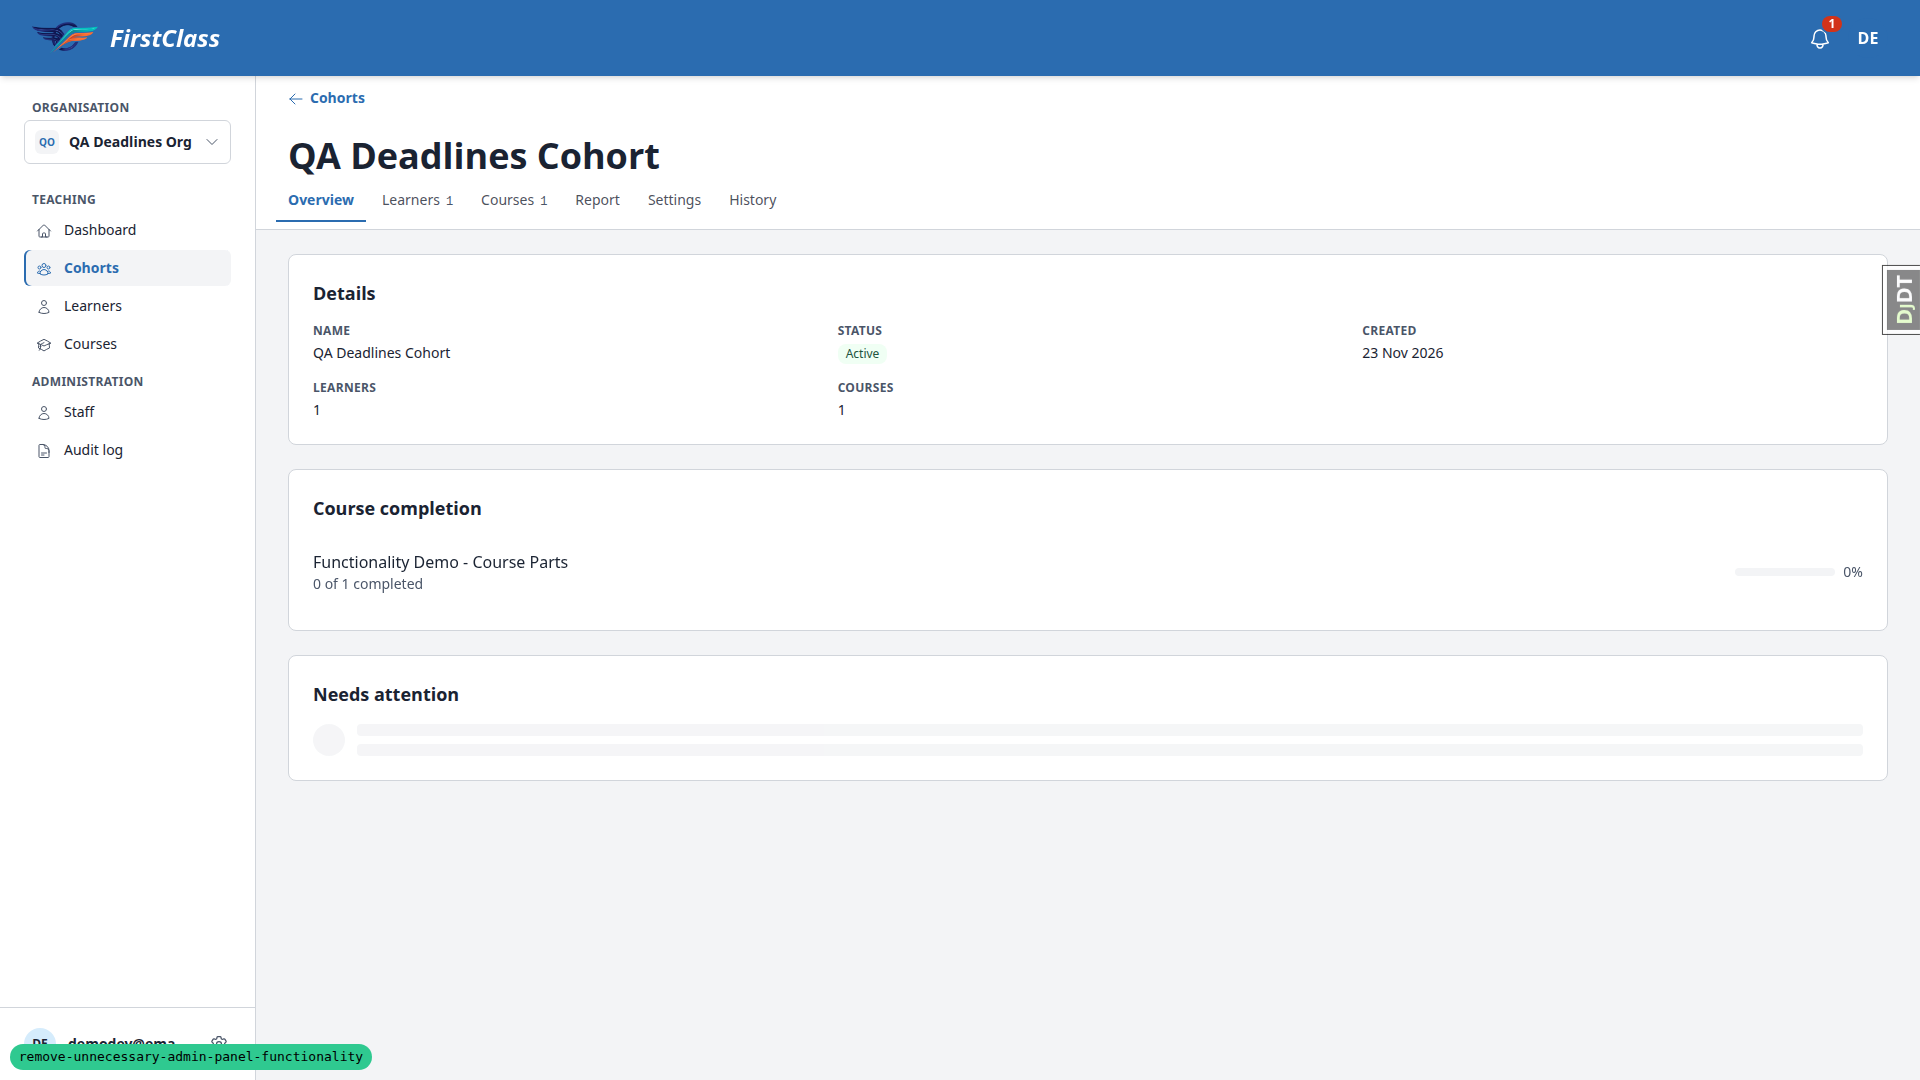 FirstClass
1
DE
ORGANISATION
QO QA Deadlines Org
TEACHING
Dashboard
Cohorts
Learners
Courses
ADMINISTRATION
Staff
Audit log
Cohorts
QA Deadlines Cohort
Overview Learners 1 Courses 1 Report Settings History
Details
NAME STATUS CREATED
QA Deadlines Cohort Active 23 Nov 2026
LEARNERS COURSES
1 1
Course completion
Functionality Demo - Course Parts
0 of 1 completed
0%
Needs attention
DjDT
DE demodev@ema
remove-unnecessary-admin-panel-functionality